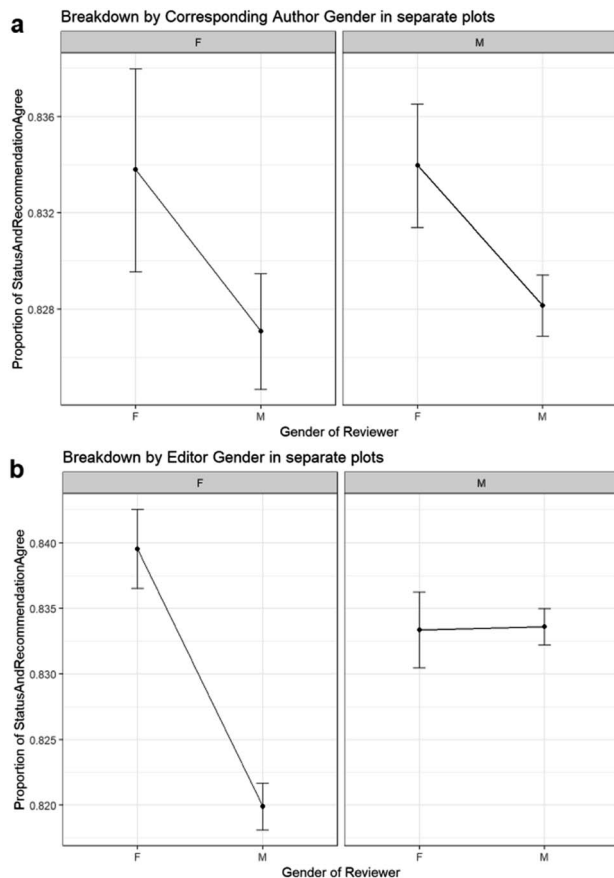 a
Breakdown by Corresponding Author Gender in separate plots
F M
Proportion of StatusAndRecommendationAgree
0.836
0.832
0.828
F M F M
Gender of Reviewer
b
Breakdown by Editor Gender in separate plots
F M
Proportion of StatusAndRecommendationAgree
0.840
0.835
0.830
0.825
0.820
F M F M
Gender of Reviewer